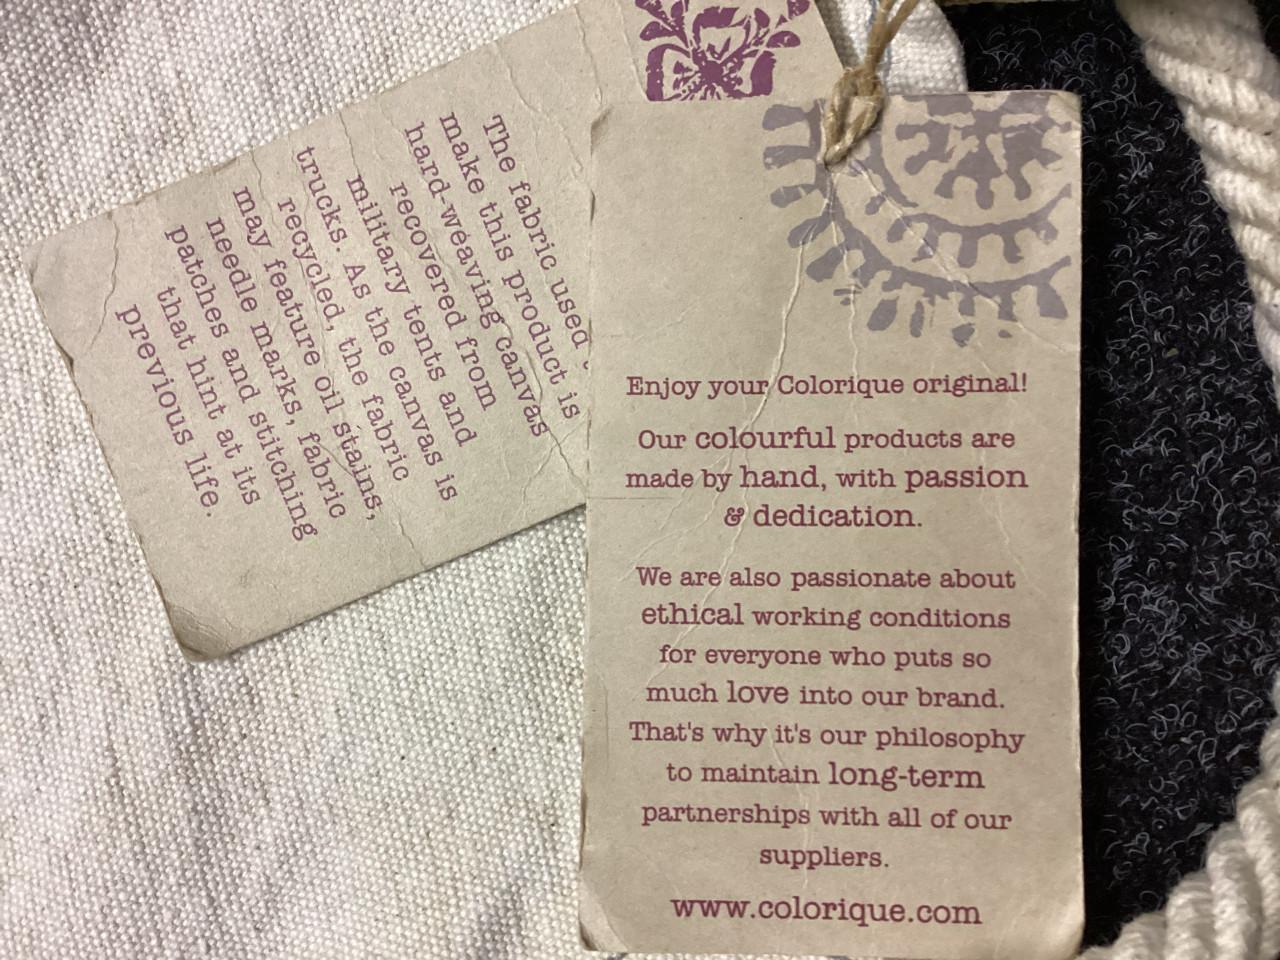 The fabric used
make this product is
hard-weaving canvas
recovered from
military tents and
trucks. As the canvas is
recycled, the fabric
may feature oil stains,
needle marks, fabric
patches and stitching
that hint at its
previous life.
Enjoy your Colorique original!
Our colourful products are
made by hand, with passion
& dedication.
We are also passionate about
ethical working conditions
for everyone who puts so
much love into our brand.
That's why it's our philosophy
to maintain long-term
partnerships with all of our
suppliers.
www.colorique.com